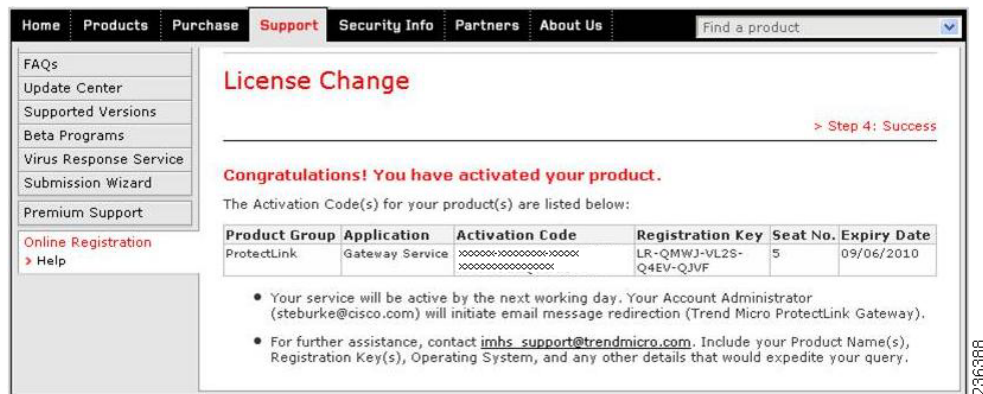 Home Products Purchase Support Security Info Partners About Us Find a product
FAQs
Update Center
Supported Versions
Beta Programs
Virus Response Service
Submission Wizard
Premium Support
Online Registration
> Help
License Change
> Step 4: Success
Congratulations! You have activated your product.
The Activation Code(s) for your product(s) are listed below:
Product Group Application Activation Code Registration Key Seat No. Expiry Date
ProtectLink Gateway Service LR-QMWJ-VL2S- 5 09/06/2010
Q4EV-QJVF
• Your service will be active by the next working day. Your Account Administrator
(steburke@cisco.com) will initiate email message redirection (Trend Micro ProtectLink Gateway).
• For further assistance, contact imhs_support@trendmicro.com. Include your Product Name(s),
Registration Key(s), Operating System, and any other details that would expedite your query.
236388